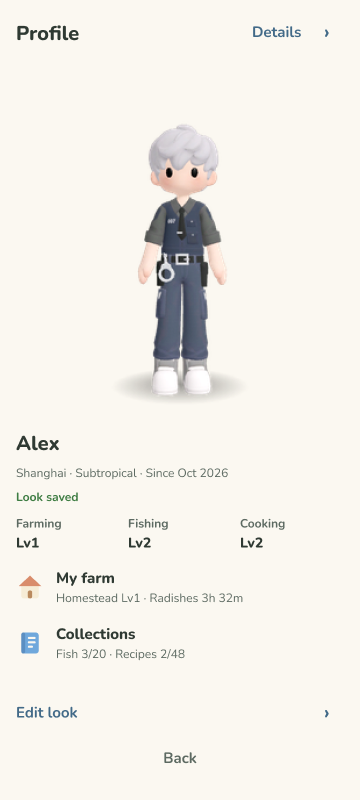 Profile
Details ›
Alex
Shanghai · Subtropical · Since Oct 2026
Look saved
Farming Fishing Cooking
Lv1 Lv2 Lv2
My farm
Homestead Lv1 · Radishes 3h 32m
Collections
Fish 3/20 · Recipes 2/48
Edit look ›
Back